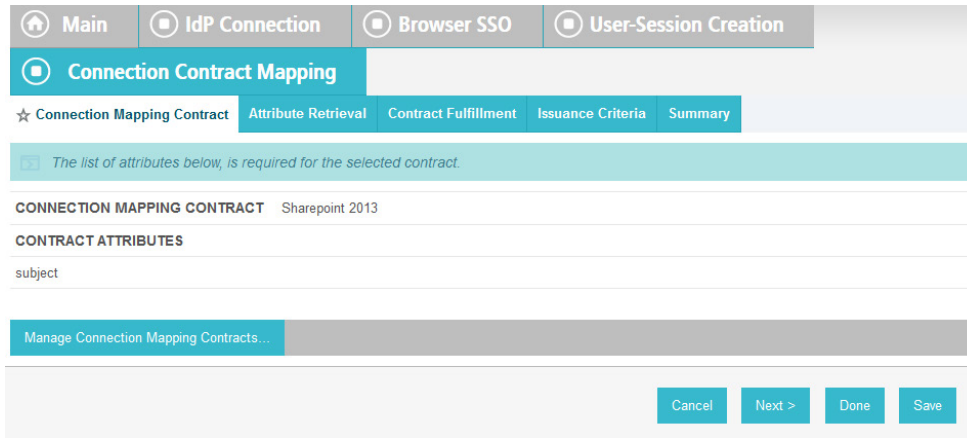 Main IdP Connection Browser SSO User-Session Creation
Connection Contract Mapping
Connection Mapping Contract Attribute Retrieval Contract Fulfillment Issuance Criteria Summary
The list of attributes below, is required for the selected contract.
CONNECTION MAPPING CONTRACT Sharepoint 2013
CONTRACT ATTRIBUTES
subject
Manage Connection Mapping Contracts...
Cancel Next > Done Save